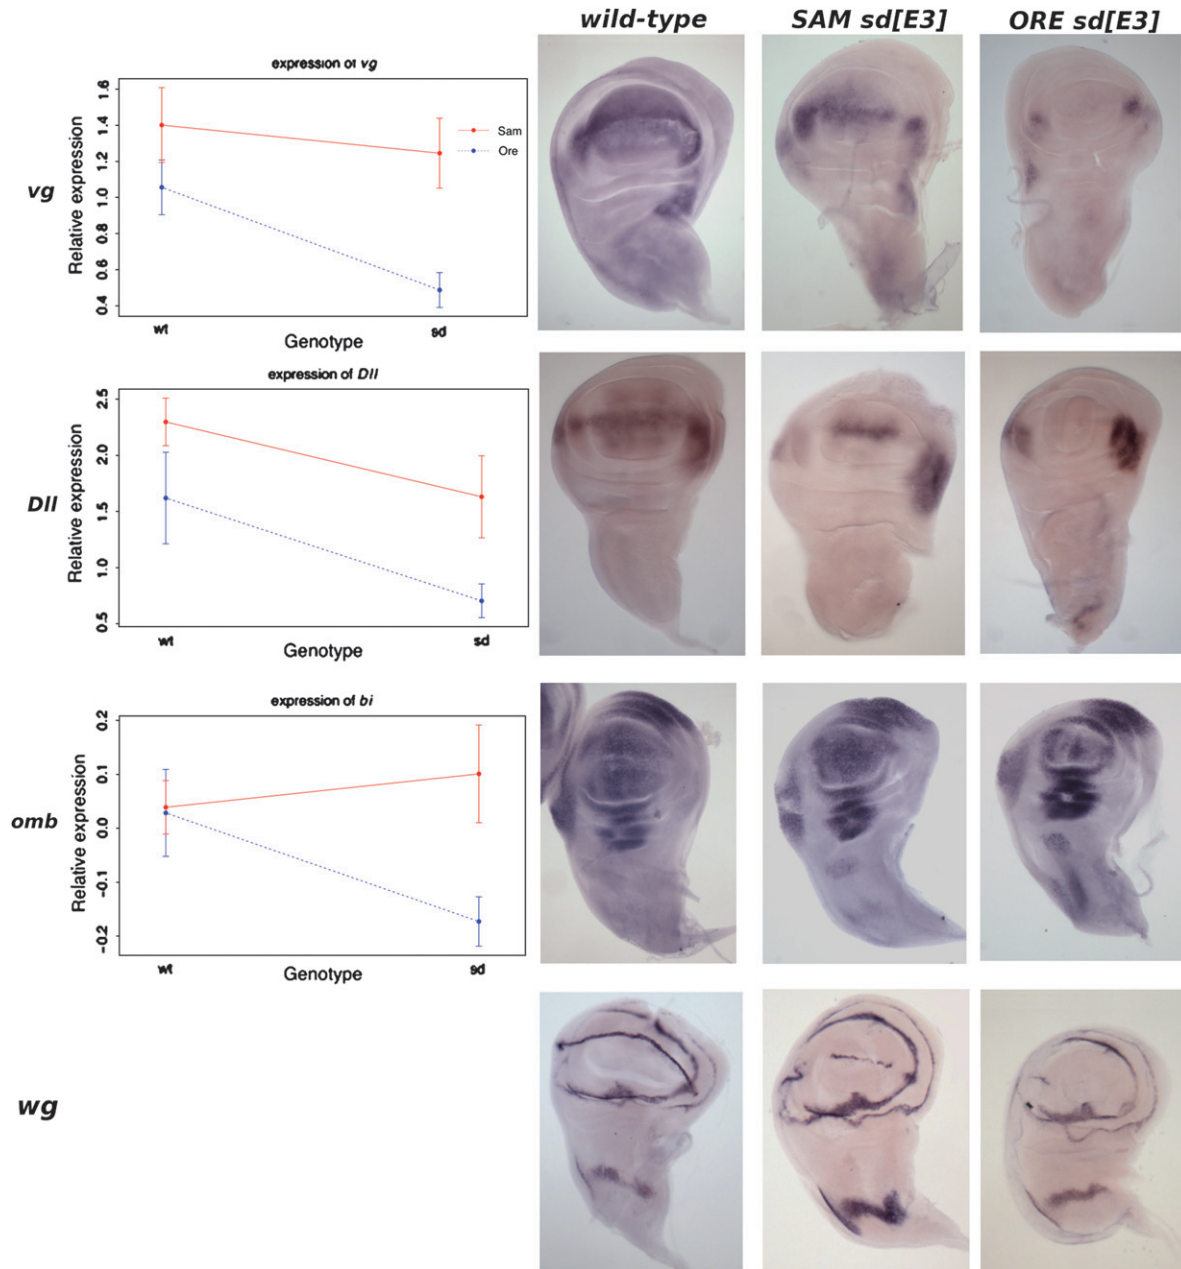 wild-type SAM sd[E3] ORE sd[E3]
vg
expression of vg
Relative expression
1.6
1.4
1.2
1.0
0.8
0.6
0.4
Sam
Ore
wt sd
Genotype
Dll
expression of Dll
Relative expression
2.5
2.0
1.5
1.0
0.5
wt sd
Genotype
omb
expression of bi
Relative expression
0.2
0.1
0.0
−0.1
−0.2
wt sd
Genotype
wg